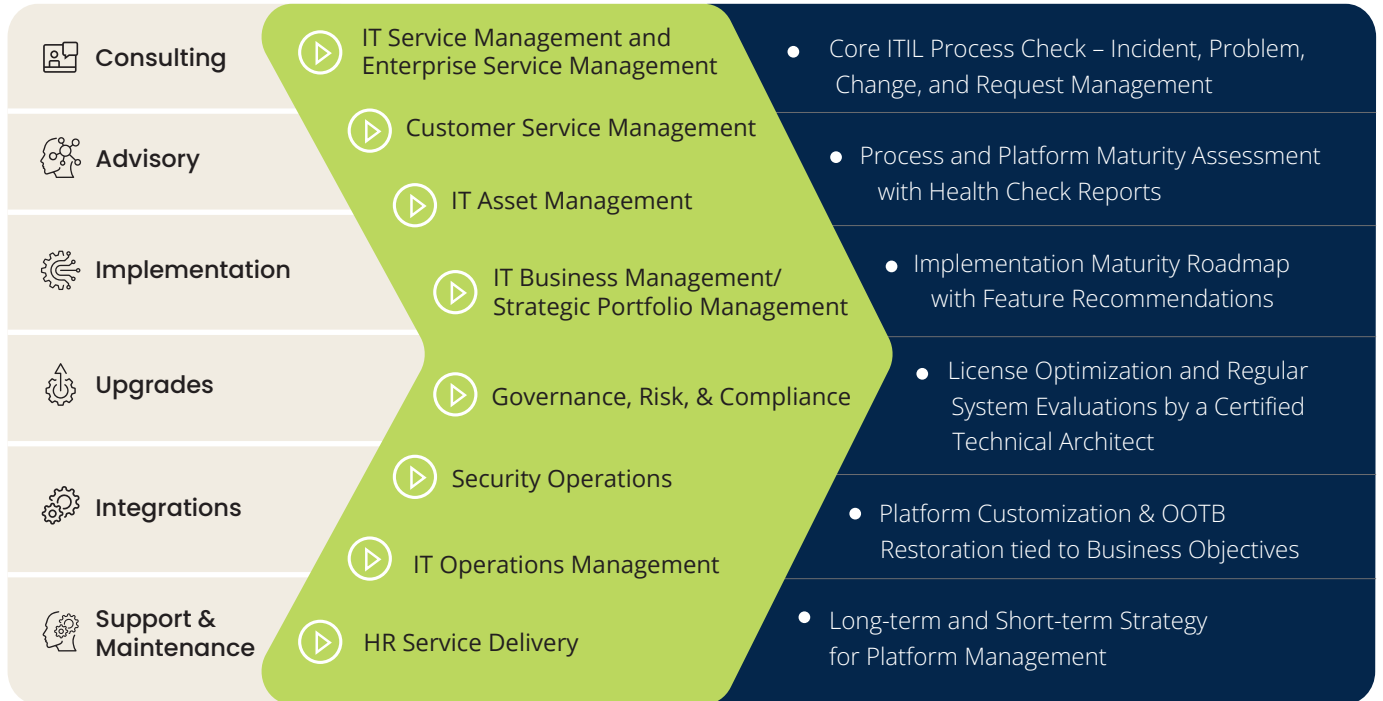 Consulting
Advisory
Implementation
Upgrades
Integrations
Support &
Maintenance
IT Service Management and
Enterprise Service Management
Customer Service Management
IT Asset Management
IT Business Management/
Strategic Portfolio Management
Governance, Risk, & Compliance
Security Operations
IT Operations Management
HR Service Delivery
Core ITIL Process Check – Incident, Problem,
Change, and Request Management
Process and Platform Maturity Assessment
with Health Check Reports
Implementation Maturity Roadmap
with Feature Recommendations
License Optimization and Regular
System Evaluations by a Certified
Technical Architect
Platform Customization & OOTB
Restoration tied to Business Objectives
Long-term and Short-term Strategy
for Platform Management